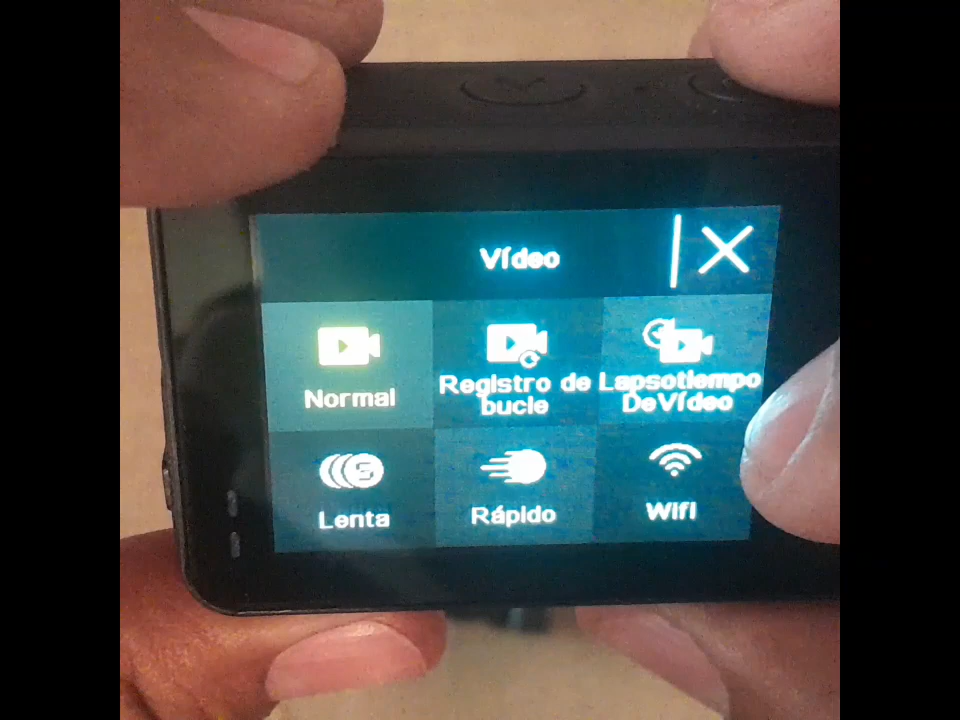 Vídeo
Normal
Registro de
bucle
Lapsotiempo
DeVídeo
Lenta
Rápido
Wifi